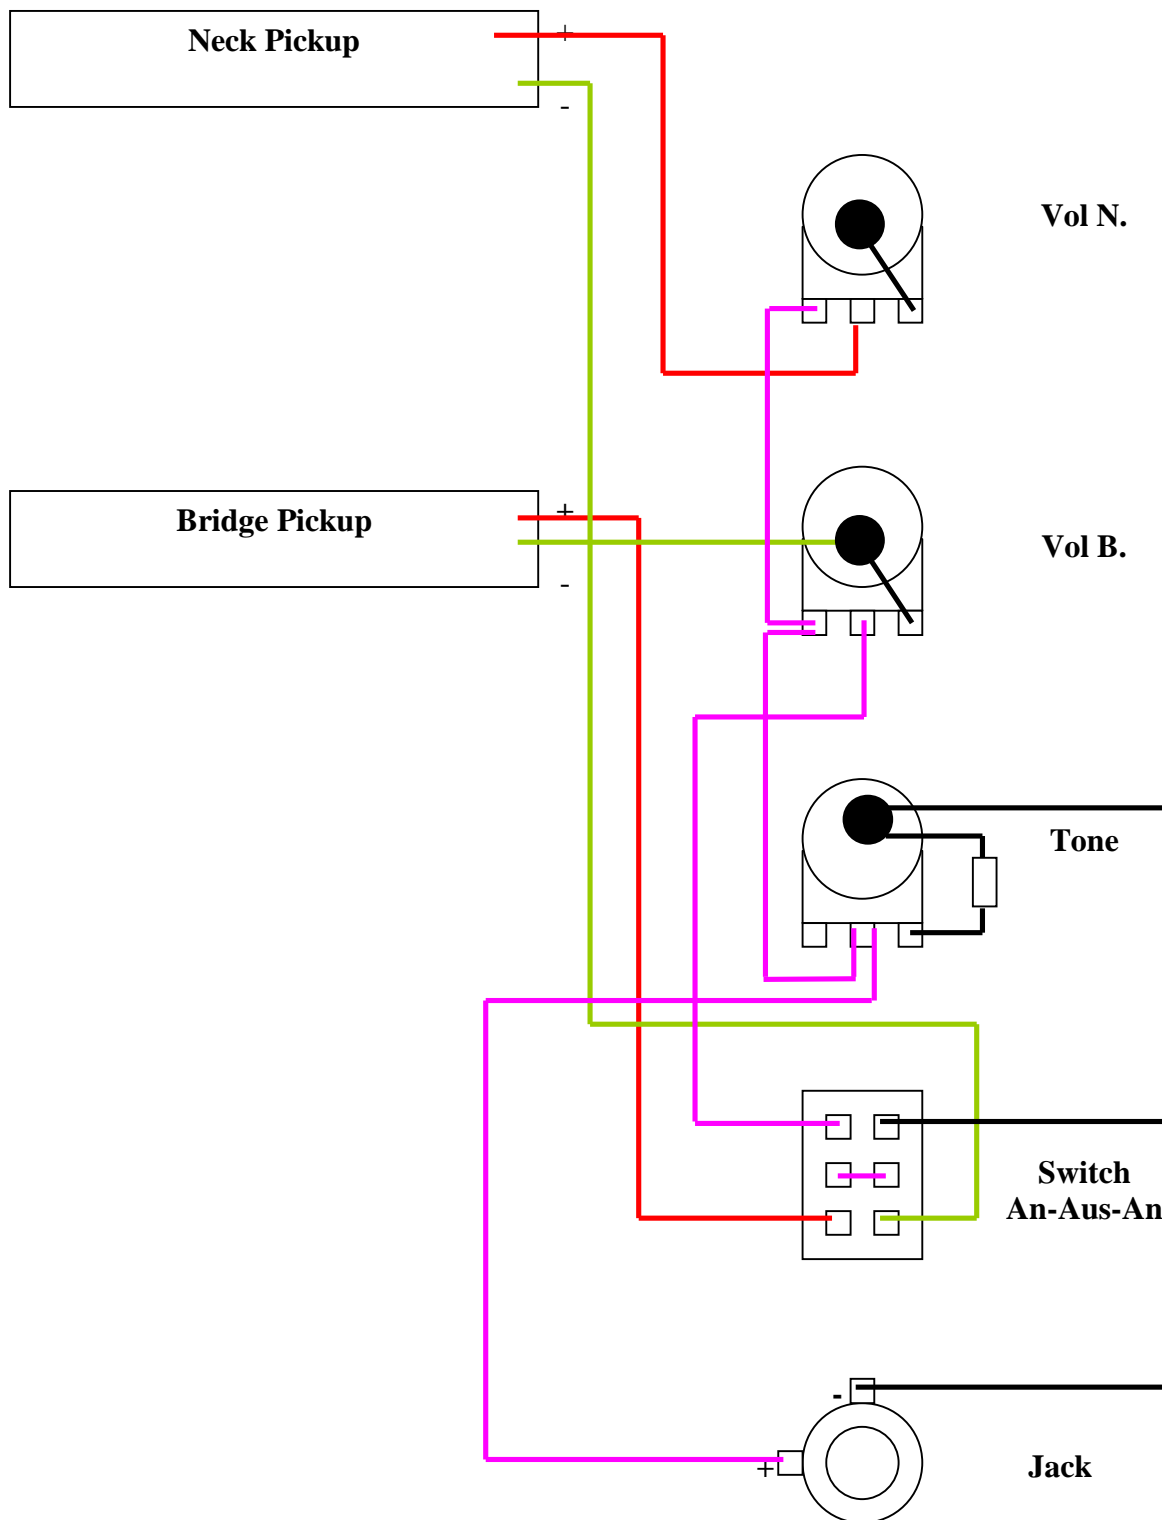 Neck Pickup
+
-
Vol N.
Bridge Pickup
+
-
Vol B.
Tone
Switch
An-Aus-An
-
+
Jack